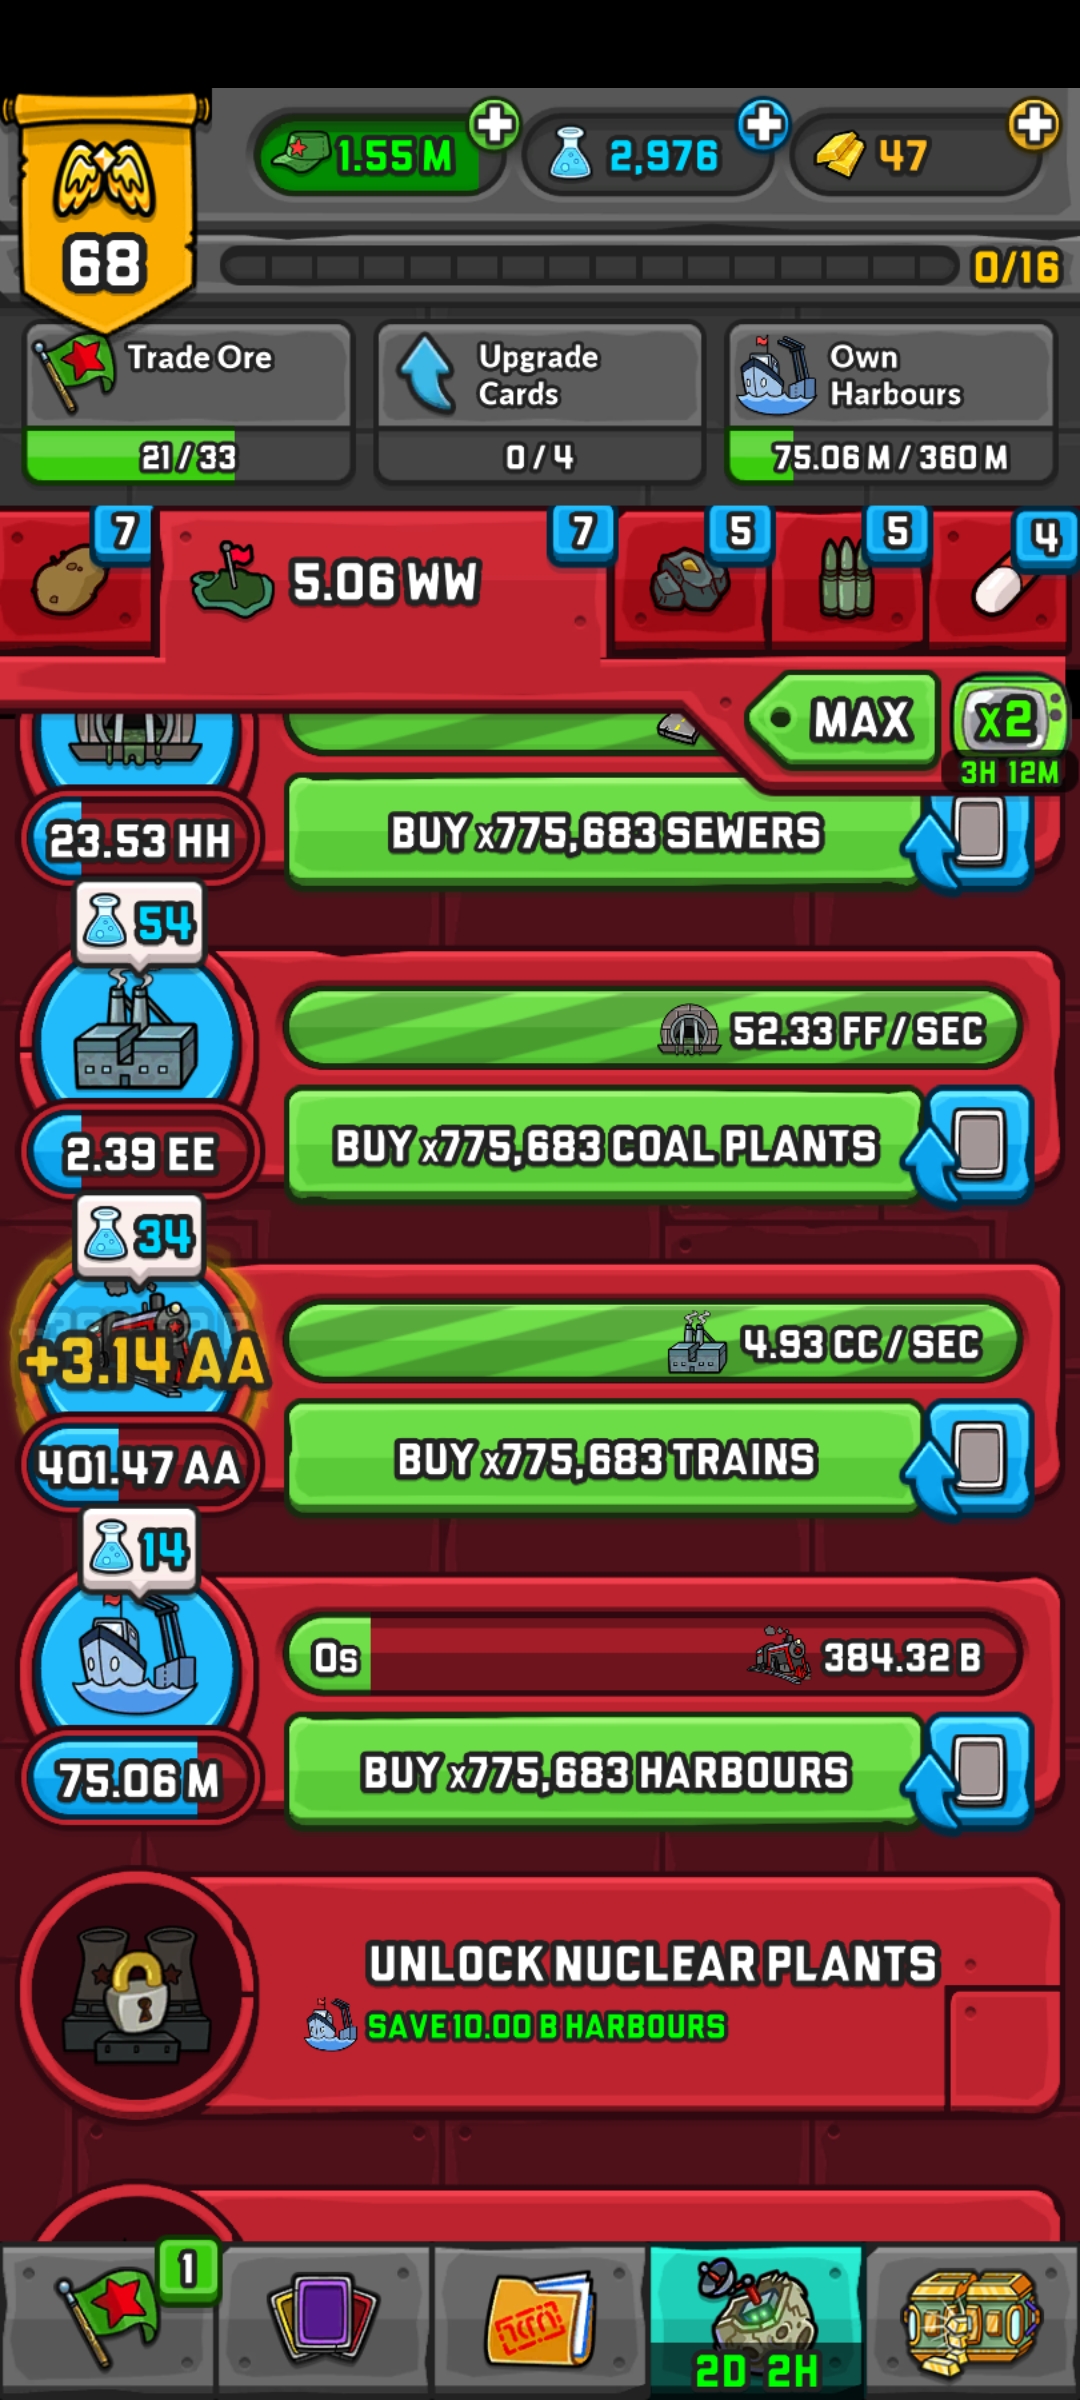 1.55 M
2,976
47
68
0/16
Trade Ore
21 / 33
Upgrade
Cards
0 / 4
Own
Harbours
75.06 M / 360 M
7
5.06 WW
7
5
5
4
MAX
x2
3H 12M
BUY x775,683 SEWERS
23.53 HH
54
52.33 FF / SEC
BUY x775,683 COAL PLANTS
2.39 EE
34
4.93 CC / SEC
+3.14 AA
BUY x775,683 TRAINS
401.47 AA
14
0s
384.32 B
BUY x775,683 HARBOURS
75.06 M
UNLOCK NUCLEAR PLANTS
SAVE 10.00 B HARBOURS
1
2D 2H